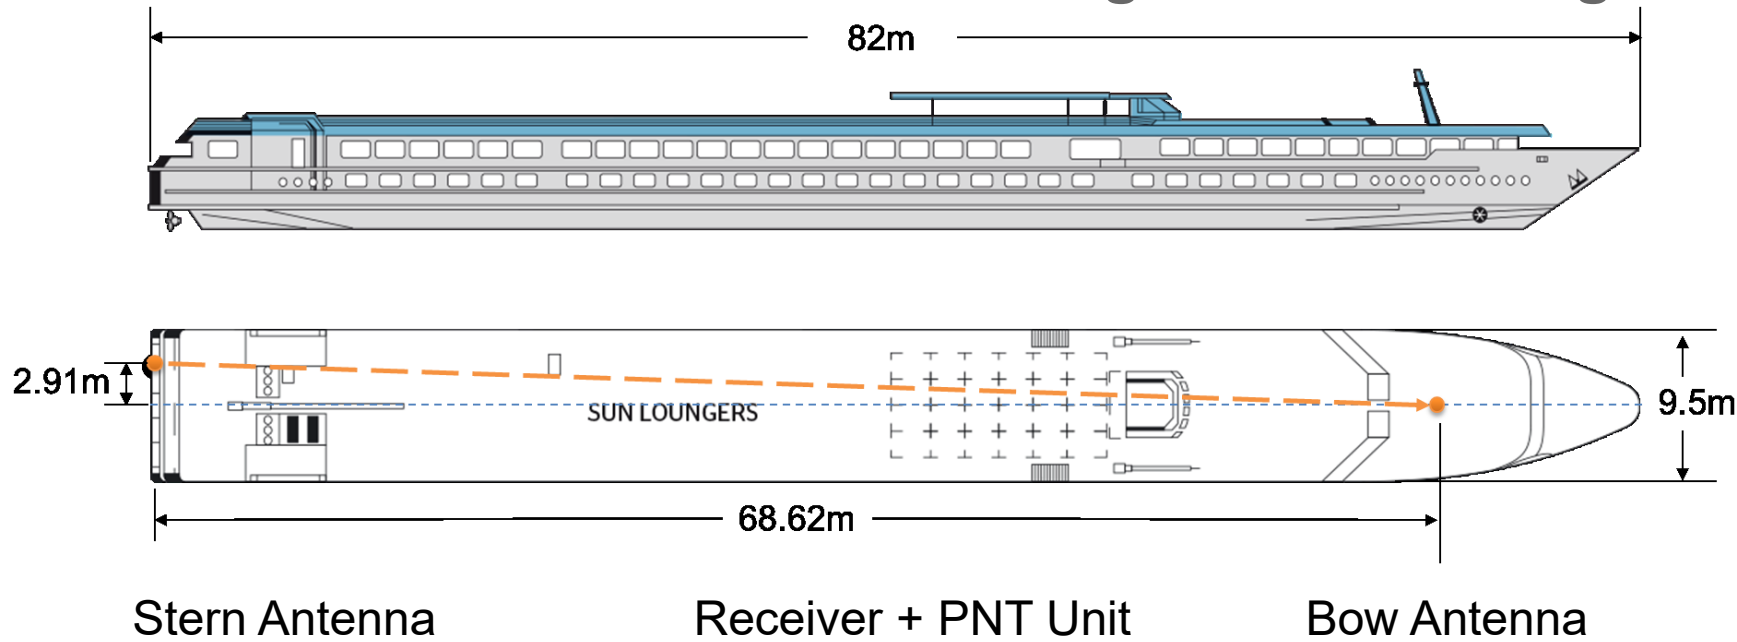 82m
2.91m
SUN LOUNGERS
9.5m
68.62m
Stern Antenna
Receiver + PNT Unit
Bow Antenna